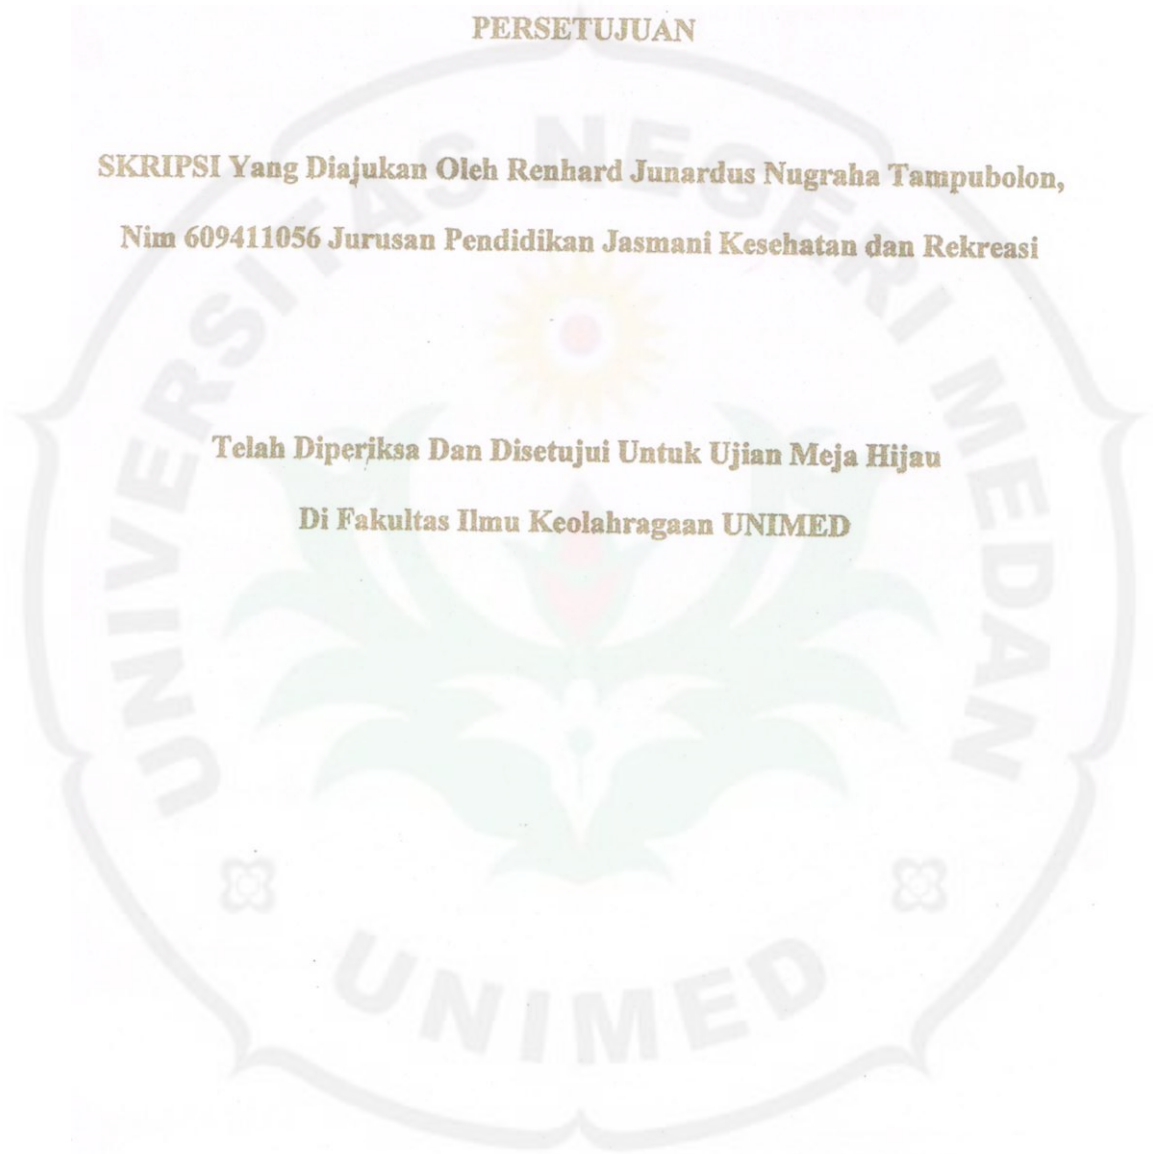 PERSETUJUAN
SKRIPSI Yang Diajukan Oleh Renhard Junardus Nugraha Tampubolon,
Nim 609411056 Jurusan Pendidikan Jasmani Kesehatan dan Rekreasi
Telah Diperiksa Dan Disetujui Untuk Ujian Meja Hijau
Di Fakultas Ilmu Keolahragaan UNIMED
UNIVERSITAS NEGERI MEDAN
UNIMED